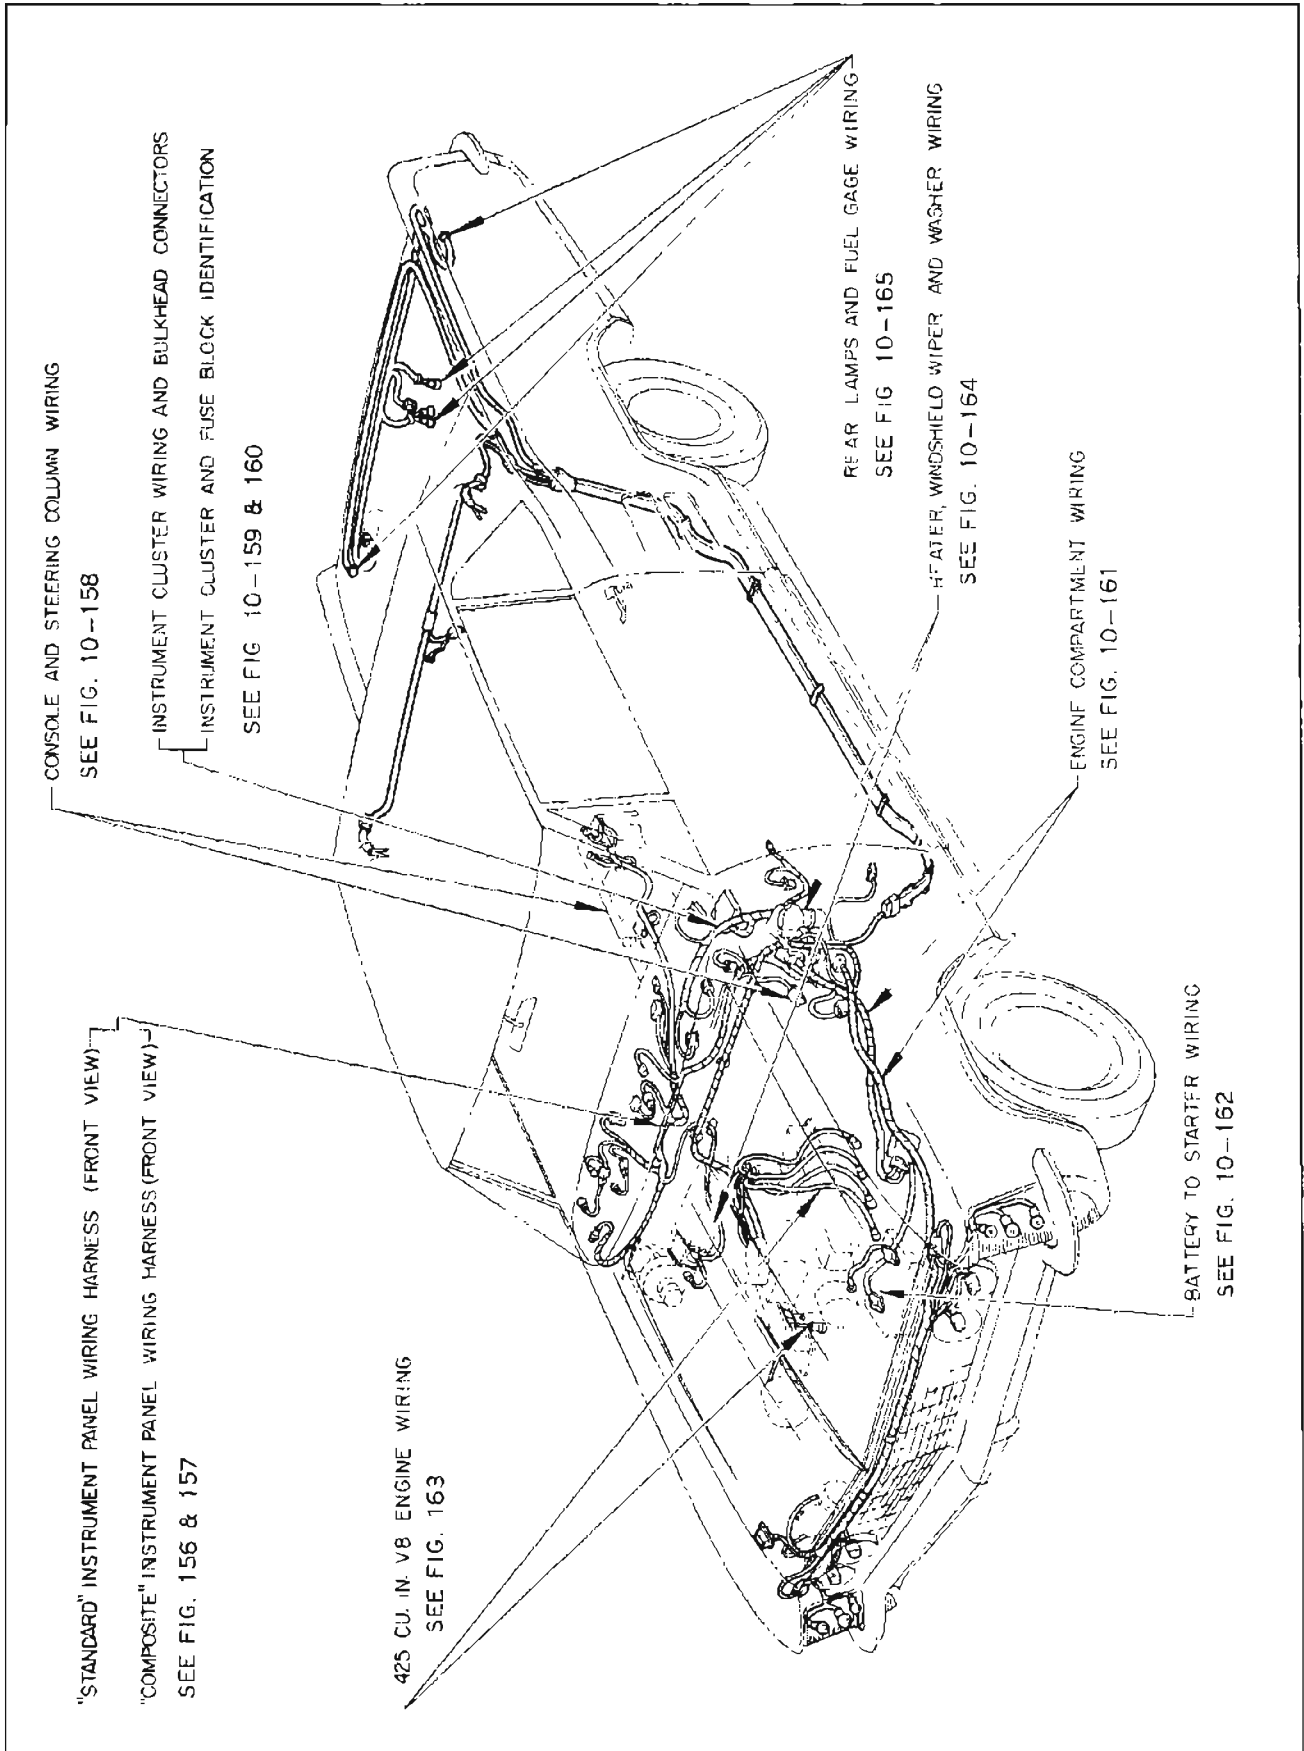 "STANDARD" INSTRUMENT PANEL WIRING HARNESS (FRONT VIEW)
"COMPOSITE" INSTRUMENT PANEL WIRING HARNESS (FRONT VIEW)
SEE FIG. 156 & 157
CONSOLE AND STEERING COLUMN WIRING
SEE FIG. 10-158
INSTRUMENT CLUSTER WIRING AND BULKHEAD CONNECTORS
INSTRUMENT CLUSTER AND FUSE BLOCK IDENTIFICATION
SEE FIG 10-159 & 160
425 CU. IN. V8 ENGINE WIRING
SEE FIG. 163
REAR LAMPS AND FUEL GAGE WIRING
SEE FIG 10-165
HEATER, WINDSHIELD WIPER AND WASHER WIRING
SEE FIG. 10-164
ENGINE COMPARTMENT WIRING
SEE FIG. 10-161
BATTERY TO STARTER WIRING
SEE FIG. 10-162